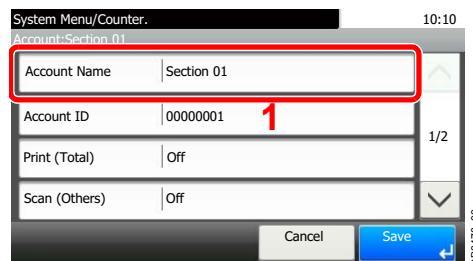 System Menu/Counter.
10:10
Account:Section 01
Account Name
Section 01
Account ID
00000001
1
1/2
Print (Total)
Off
Scan (Others)
Off
Cancel
Save